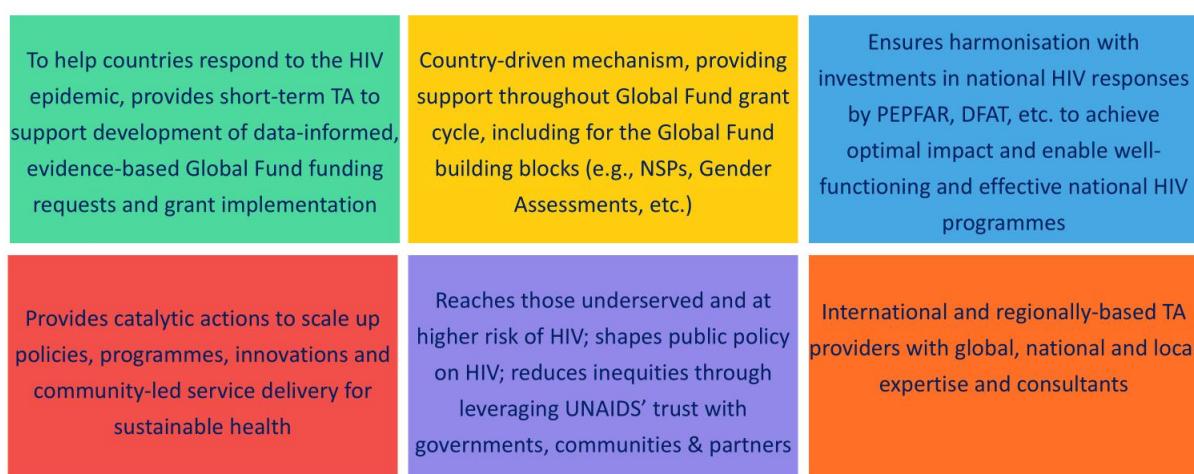 To help countries respond to the HIV
epidemic, provides short-term TA to
support development of data-informed,
evidence-based Global Fund funding
requests and grant implementation
Country-driven mechanism, providing
support throughout Global Fund grant
cycle, including for the Global Fund
building blocks (e.g., NSPs, Gender
Assessments, etc.)
Ensures harmonisation with
investments in national HIV responses
by PEPFAR, DFAT, etc. to achieve
optimal impact and enable well-
functioning and effective national HIV
programmes
Provides catalytic actions to scale up
policies, programmes, innovations and
community-led service delivery for
sustainable health
Reaches those underserved and at
higher risk of HIV; shapes public policy
on HIV; reduces inequities through
leveraging UNAIDS’ trust with
governments, communities & partners
International and regionally-based TA
providers with global, national and local
expertise and consultants